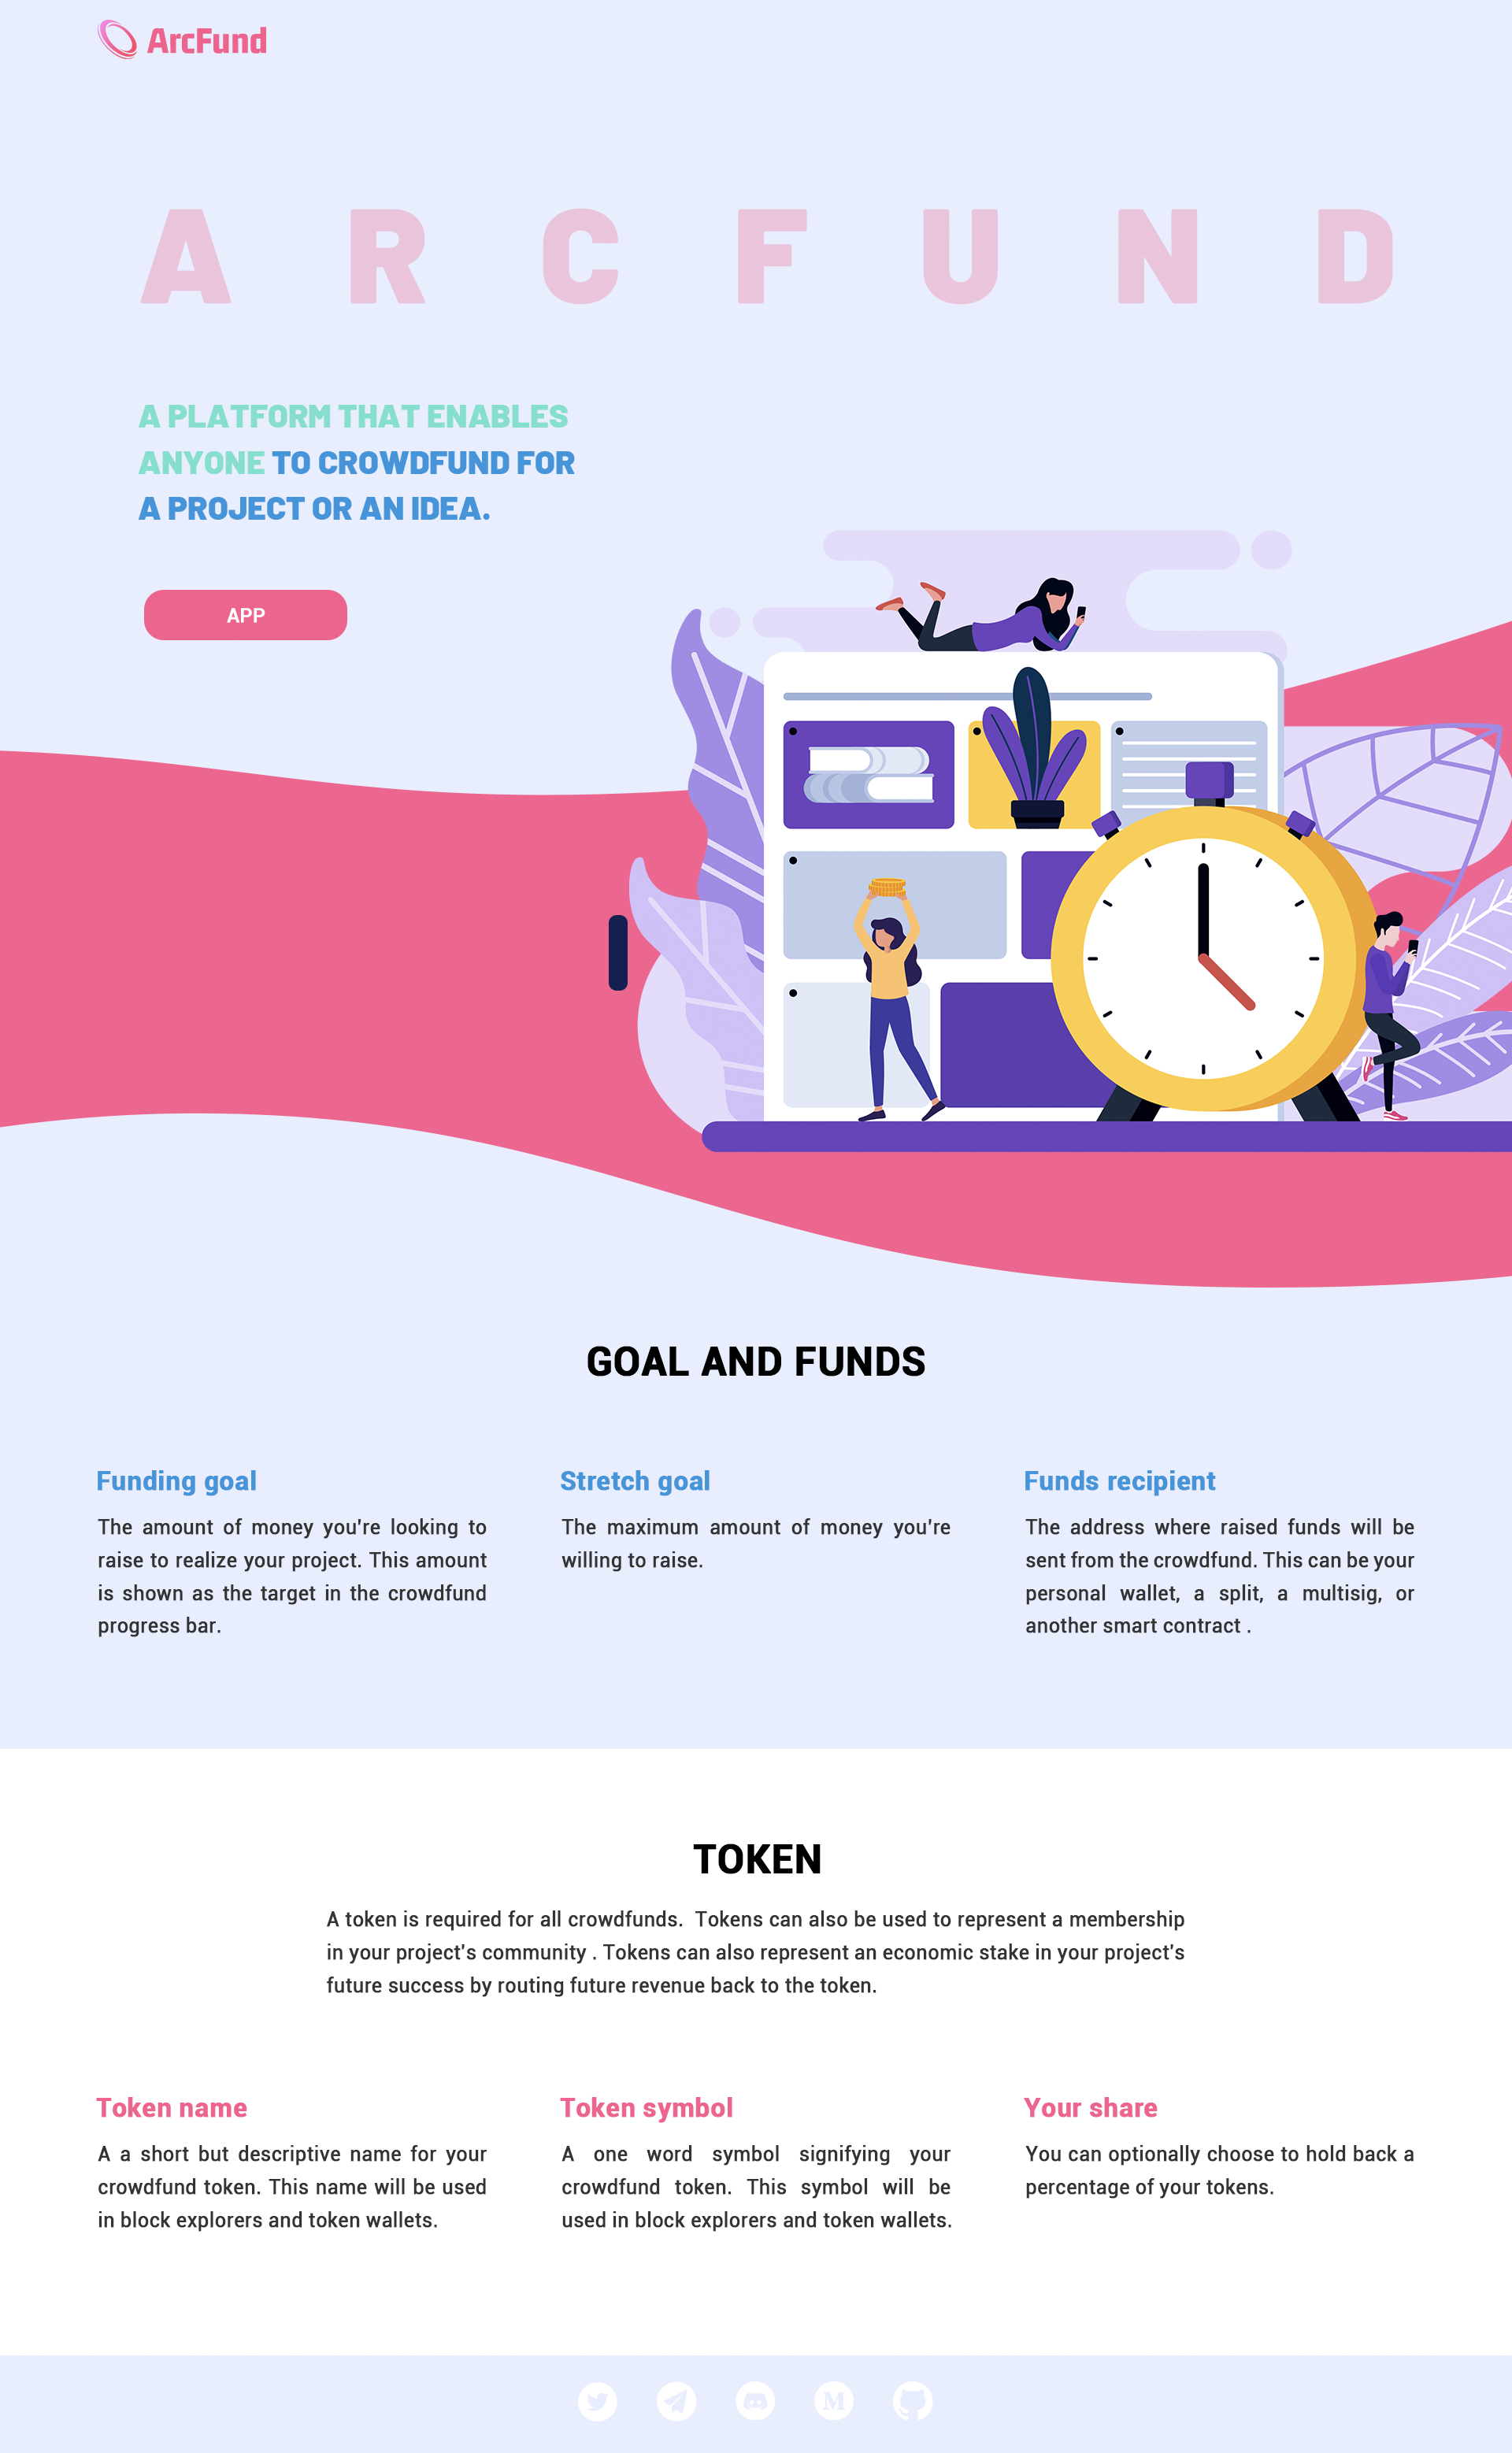 ArcFund
A R C F U N D
A PLATFORM THAT ENABLES
ANYONE TO CROWDFUND FOR
A PROJECT OR AN IDEA.
APP
GOAL AND FUNDS
Funding goal
The amount of money you're looking to
raise to realize your project. This amount
is shown as the target in the crowdfund
progress bar.
Stretch goal
The maximum amount of money you're
willing to raise.
Funds recipient
The address where raised funds will be
sent from the crowdfund. This can be your
personal wallet, a split, a multisig, or
another smart contract .
TOKEN
A token is required for all crowdfunds.  Tokens can also be used to represent a membership
in your project's community . Tokens can also represent an economic stake in your project's
future success by routing future revenue back to the token.
Token name
A a short but descriptive name for your
crowdfund token. This name will be used
in block explorers and token wallets.
Token symbol
A one word symbol signifying your
crowdfund token. This symbol will be
used in block explorers and token wallets.
Your share
You can optionally choose to hold back a
percentage of your tokens.
M